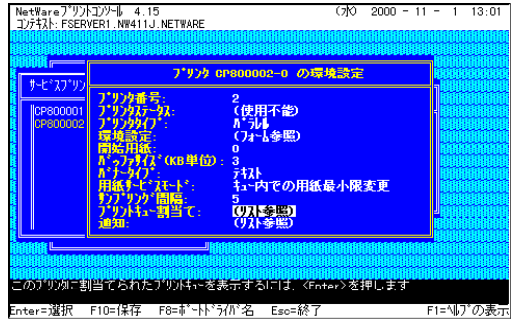 NetWareプリントコンソール 4.15 (水) 2000 - 11 - 1 13:01
コンテキスト: FSERVER1.NW411J.NETWARE
プリンタ CP800002-0 の環境設定
サービスプリン
CP800001
CP800002
プリンタ番号: 2
プリンタステータス: (使用不能)
プリンタタイプ: パラレル
環境設定: (フォーム参照)
開始用紙: 0
バッファサイズ(KB単位): 3
バナータイプ: テキスト
用紙サービスモード: キュー内での用紙最小限変更
サンプリング間隔: 5
プリントキュー割当て: (リスト参照)
通知: (リスト参照)
このプリンタに割当てられたプリントキューを表示するには、<Enter>を押します
Enter=選択 F10=保存 F8=ポートドライバ名 Esc=終了 F1=ヘルプの表示